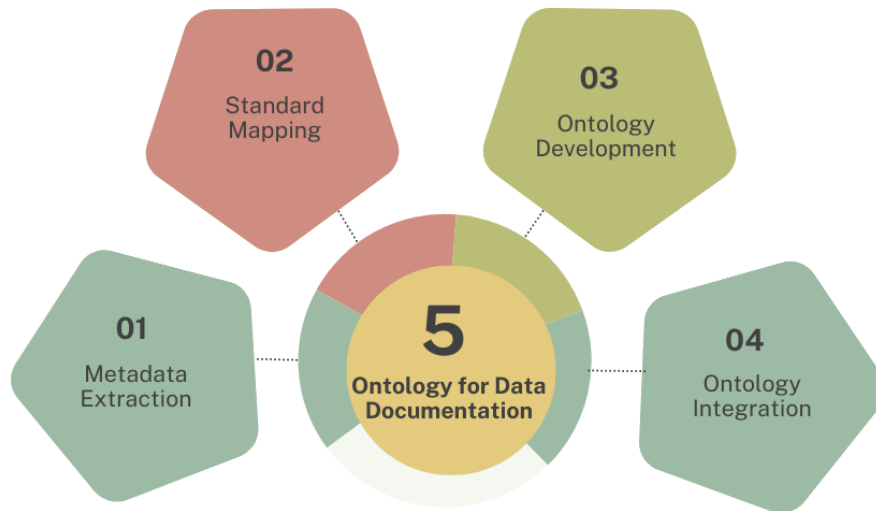 01
Metadata
Extraction
02
Standard
Mapping
03
Ontology
Development
04
Ontology
Integration
5
Ontology for Data
Documentation